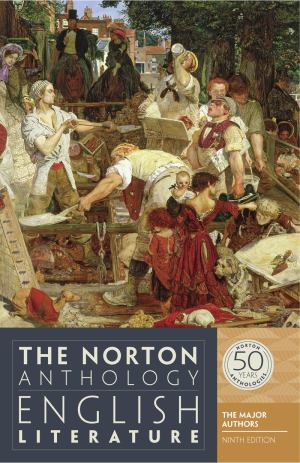 THE NORTON
ANTHOLOGY
ENGLISH
LITERATURE
NORTON
50
YEARS
ANTHOLOGIES
THE MAJOR
AUTHORS
NINTH EDITION